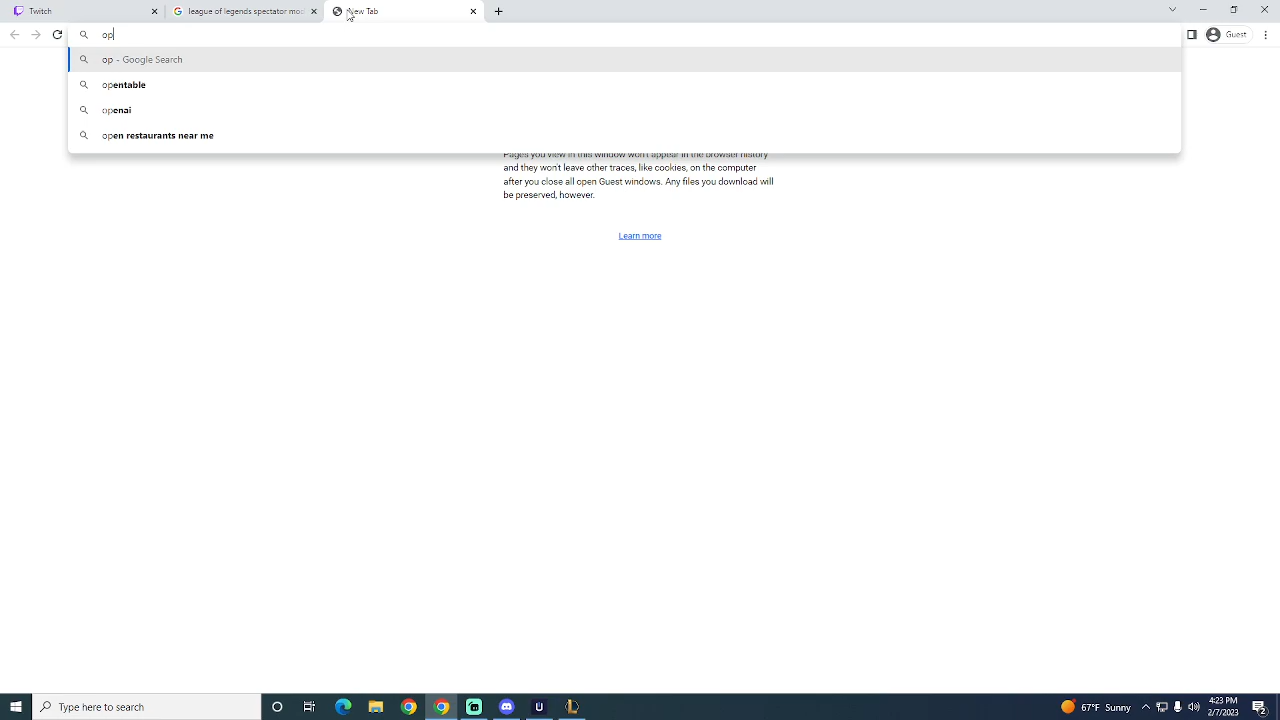 Twitch
league of legends spectator mo
New Tab
op
Guest
op - Google Search
opentable
openai
open restaurants near me
Pages you view in this window won't appear in the browser history
and they won't leave other traces, like cookies, on the computer
after you close all open Guest windows. Any files you download will
be preserved, however.
Learn more
Type here to search
67°F Sunny
4:23 PM
2/7/2023